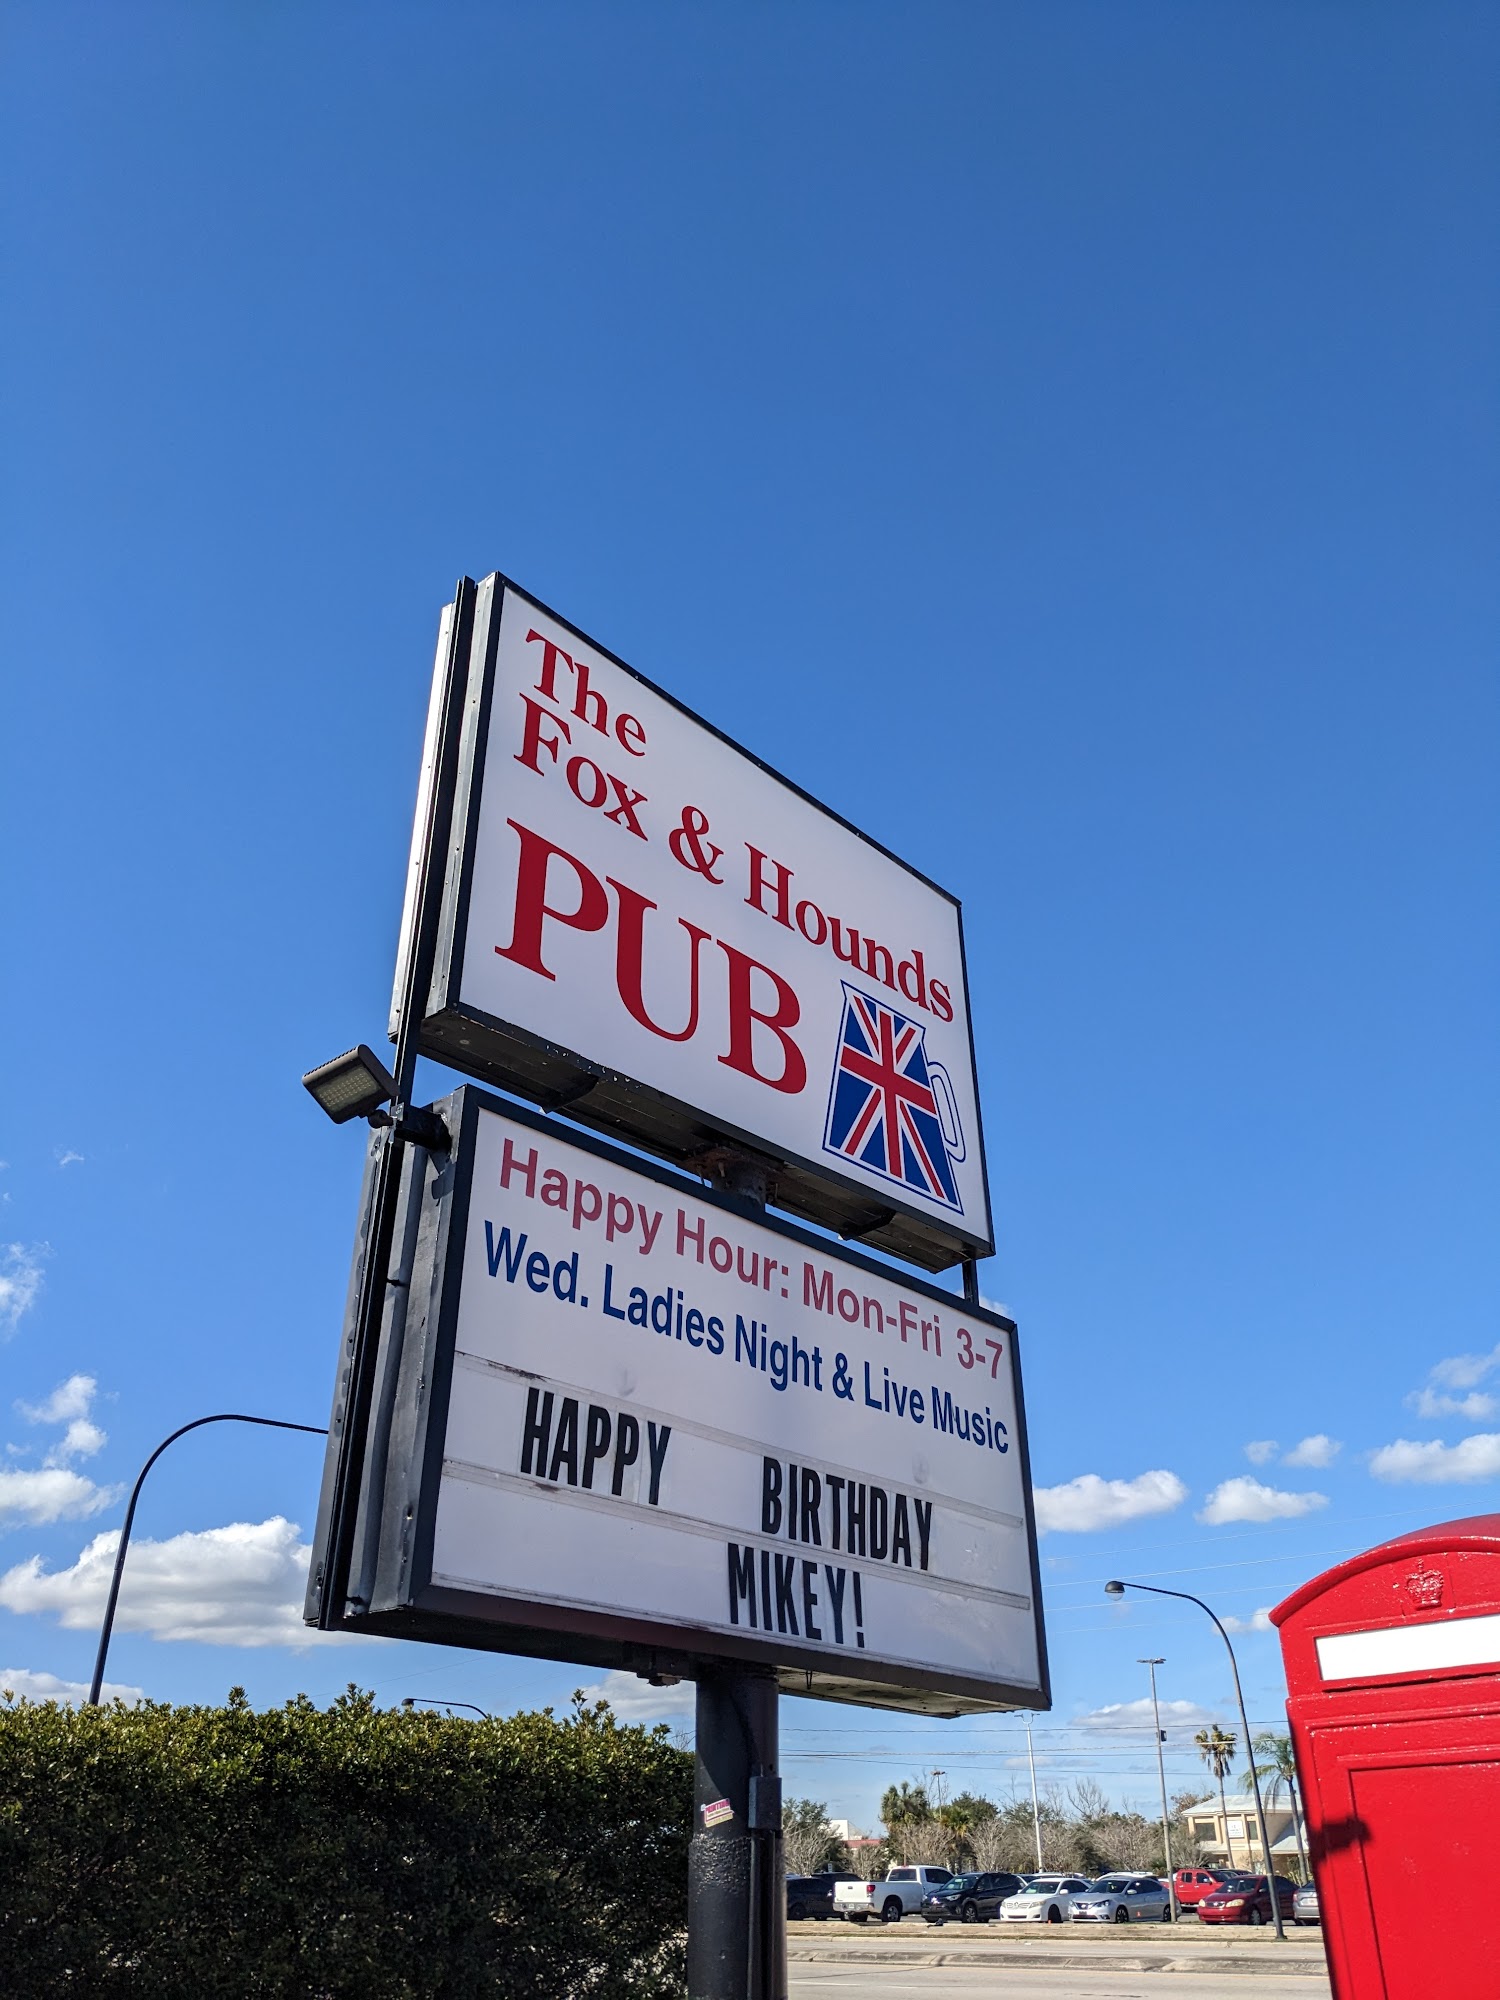 The
Fox & Hounds
PUB
Happy Hour: Mon-Fri 3-7
Wed. Ladies Night & Live Music
HAPPY BIRTHDAY
MIKEY!